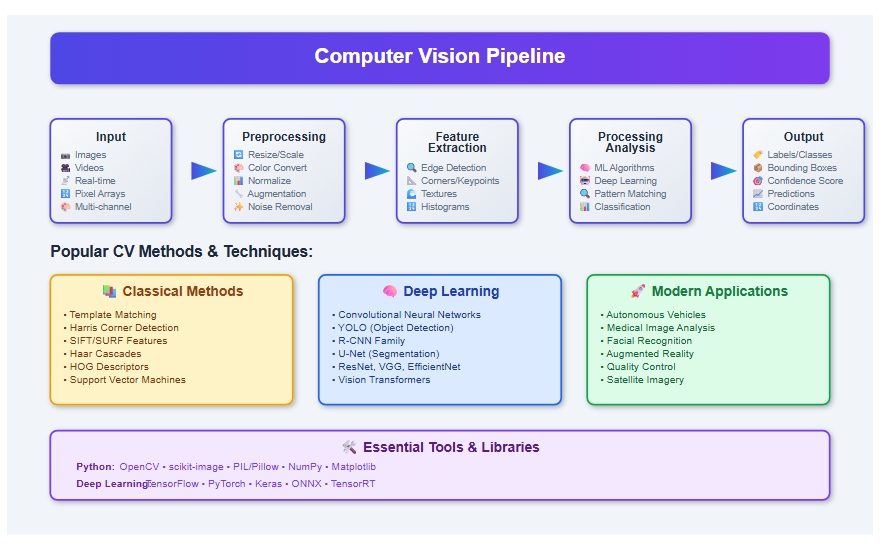 Computer Vision Pipeline
Input
Images
Videos
Real-time
Pixel Arrays
Multi-channel
Preprocessing
Resize/Scale
Color Convert
Normalize
Augmentation
Noise Removal
Feature
Extraction
Edge Detection
Corners/Keypoints
Textures
Histograms
Processing
Analysis
ML Algorithms
Deep Learning
Pattern Matching
Classification
Output
Labels/Classes
Bounding Boxes
Confidence Score
Predictions
Coordinates
Popular CV Methods & Techniques:
Classical Methods
• Template Matching
• Harris Corner Detection
• SIFT/SURF Features
• Haar Cascades
• HOG Descriptors
• Support Vector Machines
Deep Learning
• Convolutional Neural Networks
• YOLO (Object Detection)
• R-CNN Family
• U-Net (Segmentation)
• ResNet, VGG, EfficientNet
• Vision Transformers
Modern Applications
• Autonomous Vehicles
• Medical Image Analysis
• Facial Recognition
• Augmented Reality
• Quality Control
• Satellite Imagery
Essential Tools & Libraries
Python: OpenCV • scikit-image • PIL/Pillow • NumPy • Matplotlib
Deep Learning: TensorFlow • PyTorch • Keras • ONNX • TensorRT